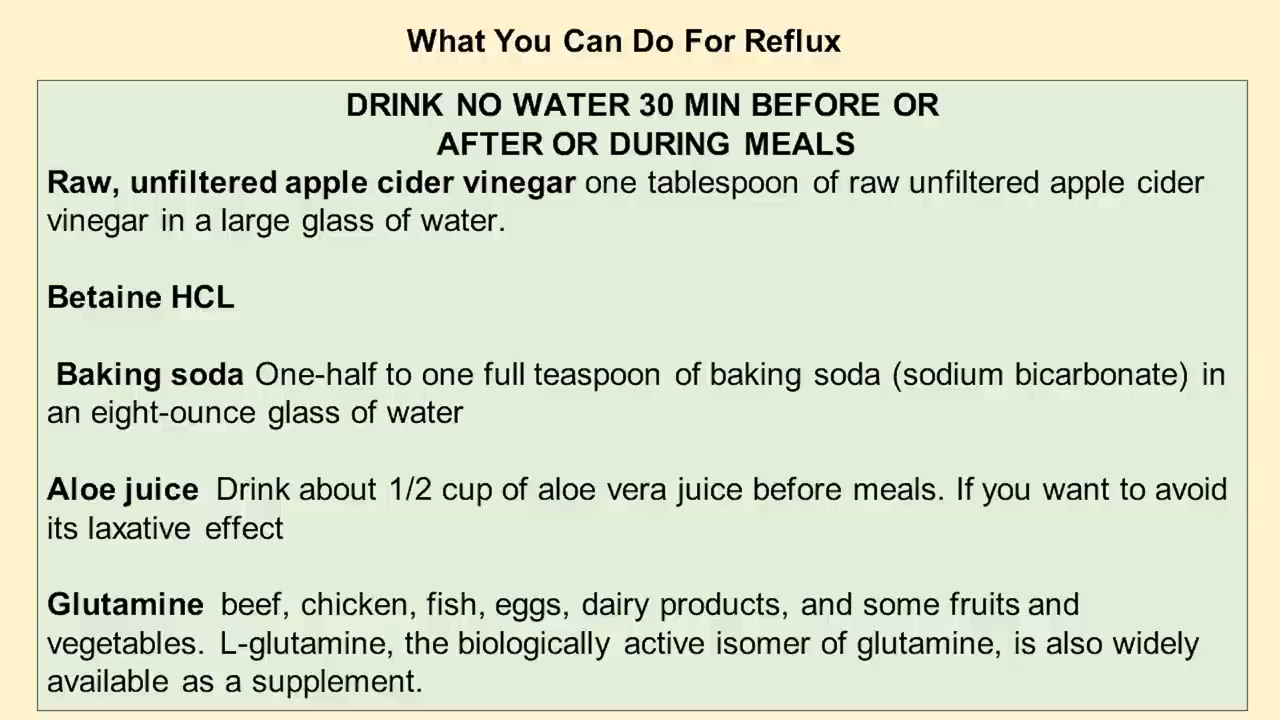 What You Can Do For Reflux
DRINK NO WATER 30 MIN BEFORE OR
AFTER OR DURING MEALS
Raw, unfiltered apple cider vinegar one tablespoon of raw unfiltered apple cider
vinegar in a large glass of water.
Betaine HCL
Baking soda One-half to one full teaspoon of baking soda (sodium bicarbonate) in
an eight-ounce glass of water
Aloe juice Drink about 1/2 cup of aloe vera juice before meals. If you want to avoid
its laxative effect
Glutamine beef, chicken, fish, eggs, dairy products, and some fruits and
vegetables. L-glutamine, the biologically active isomer of glutamine, is also widely
available as a supplement.